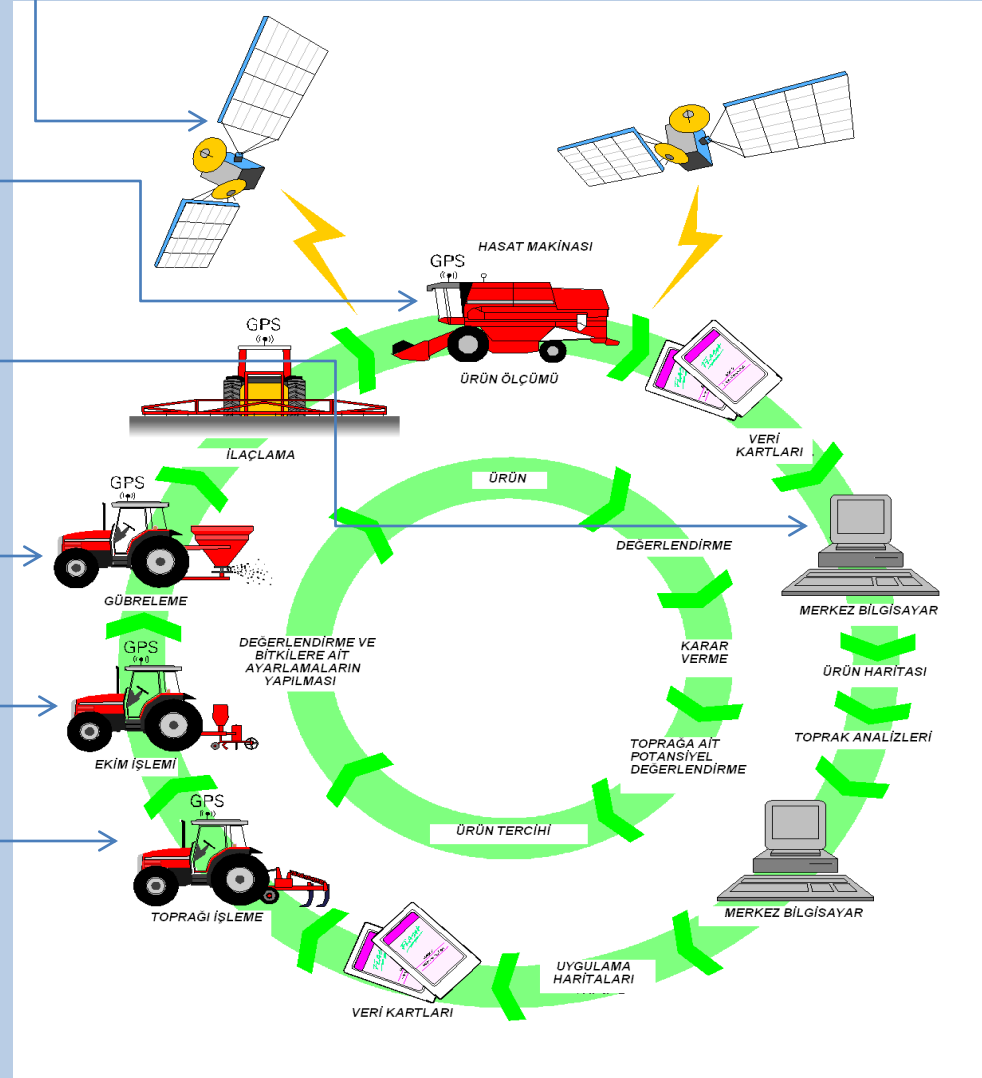 HASAT MAKİNASI
GPS
ÜRÜN ÖLÇÜMÜ
GPS
İLAÇLAMA
VERİ
KARTLARI
ÜRÜN
GPS
GÜBRELEME
DEĞERLENDİRME
MERKEZ BİLGİSAYAR
DEĞERLENDİRME VE
BİTKİLERE AİT
AYARLAMALARIN
YAPILMASI
KARAR
VERME
ÜRÜN HARİTASI
GPS
EKİM İŞLEMİ
TOPRAĞA AİT
POTANSİYEL
DEĞERLENDİRME
TOPRAK ANALİZLERİ
GPS
ÜRÜN TERCİHİ
TOPRAĞI İŞLEME
MERKEZ BİLGİSAYAR
UYGULAMA
HARİTALARI
VERİ KARTLARI